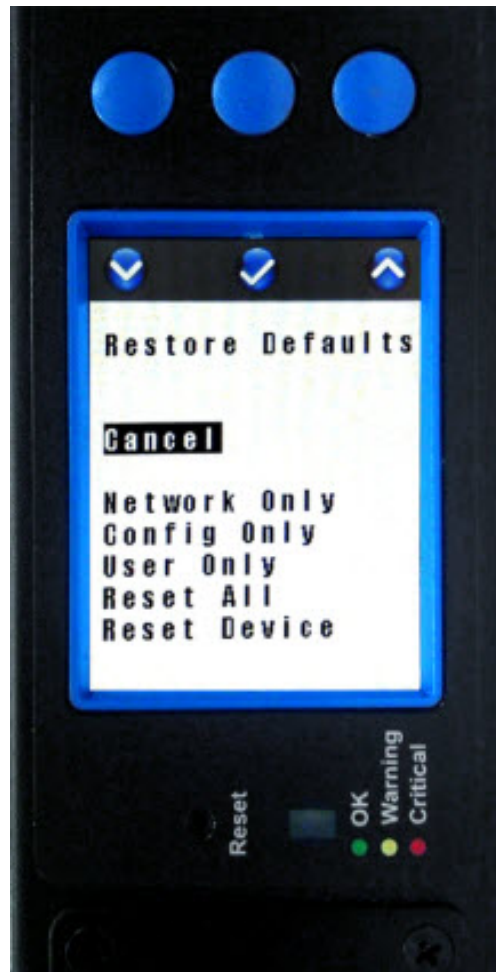 Restore Defaults
Cancel
Network Only
Config Only
User Only
Reset All
Reset Device
Reset
OK
Warning
Critical